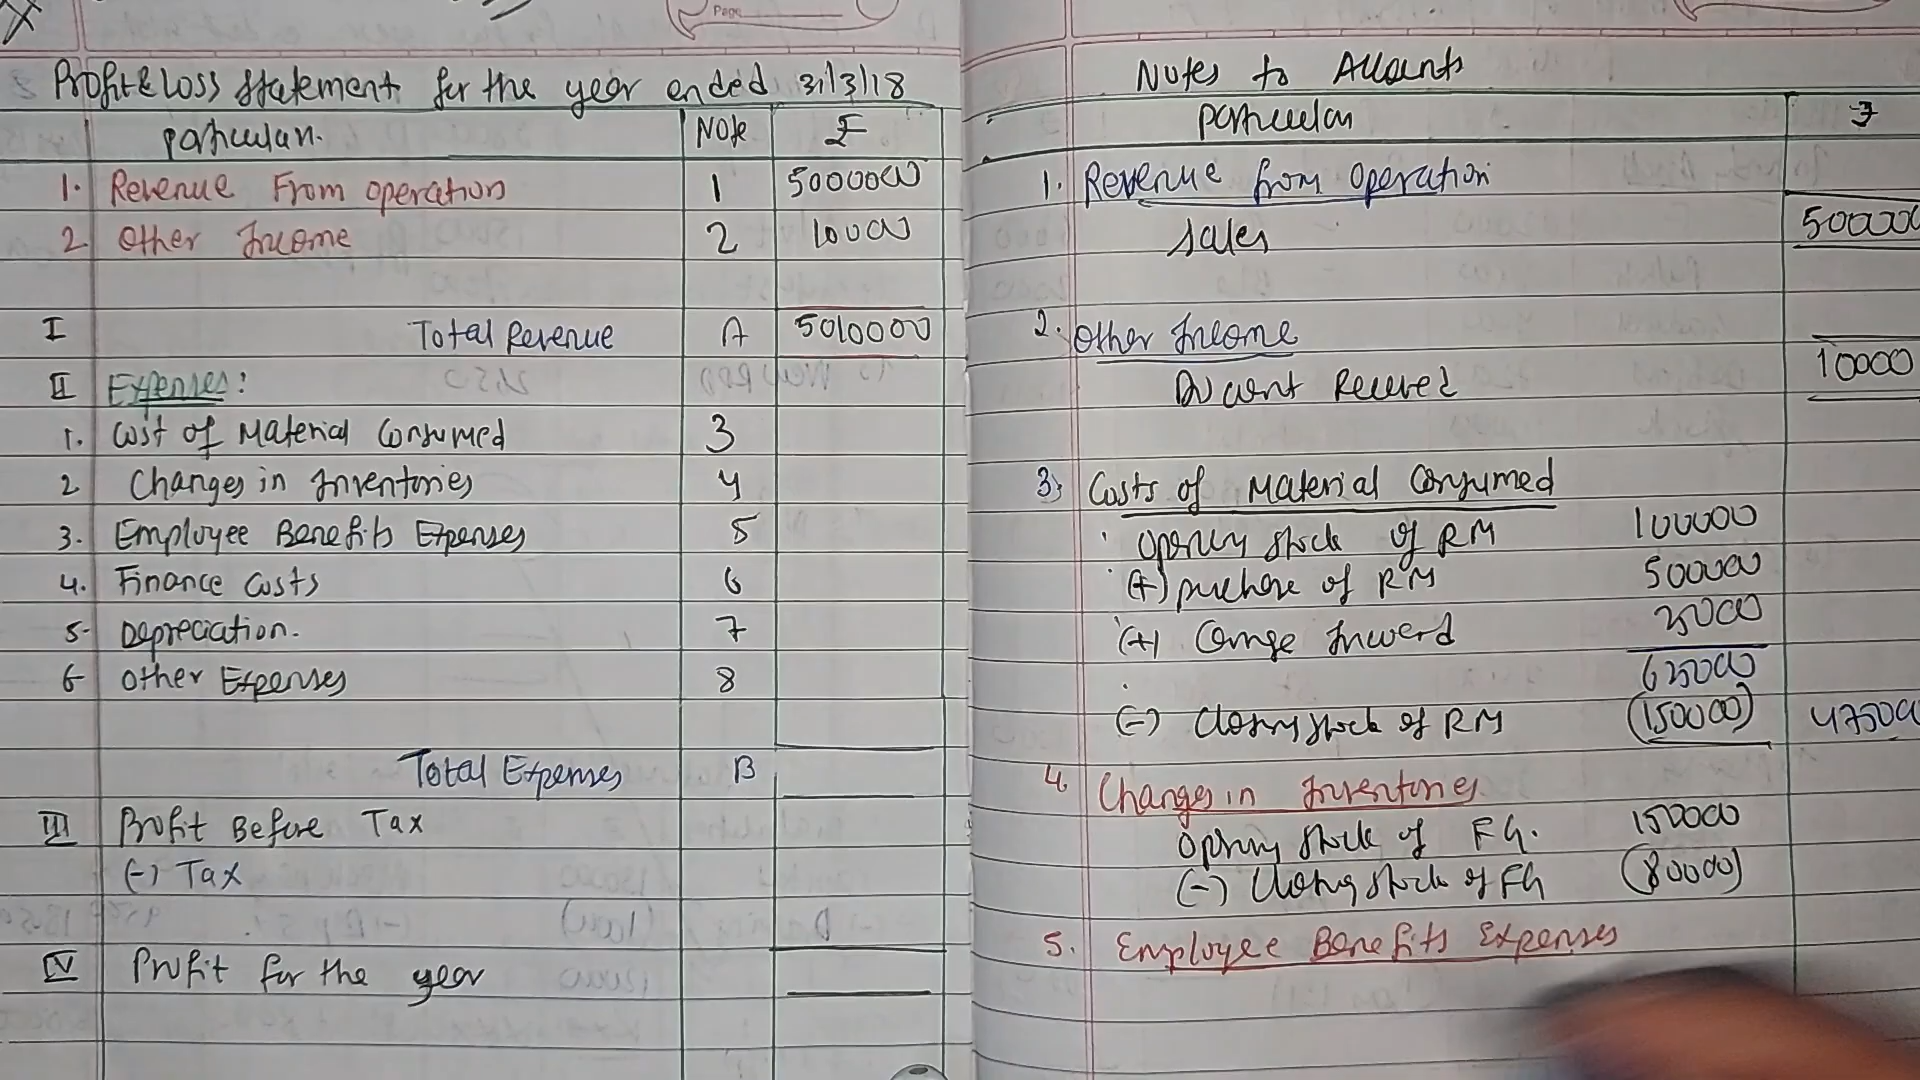 Page
Profit & Loss Statement for the year ended 31/3/18
particulars. Note ₹
1. Revenue From operation 1 5000000
2 Other Income 2 10000
I Total Revenue A 5010000
II Expenses:
1. Cost of Material Consumed 3
2 Changes in Inventories 4
3. Employee Benefits Expenses 5
4. Finance Costs 6
5- Depreciation. 7
6- Other Expenses 8
Total Expenses B
III Profit Before Tax
(-) Tax
IV Profit for the year
Notes to Accounts
particulars ₹
1. Revenue from Operation
Sales
2. Other Income
Received 10000
3. Costs of Material Consumed
Opening stock of RM 100000
(+) purchase of RM 500000
(+) Carriage Inward 25000
625000
(-) Closing stock of RM (150000)
4. Changes in Inventories
Opening stock of FG. 150000
(-) Closing stock of FG (80000)
5. Employee Benefits Expenses